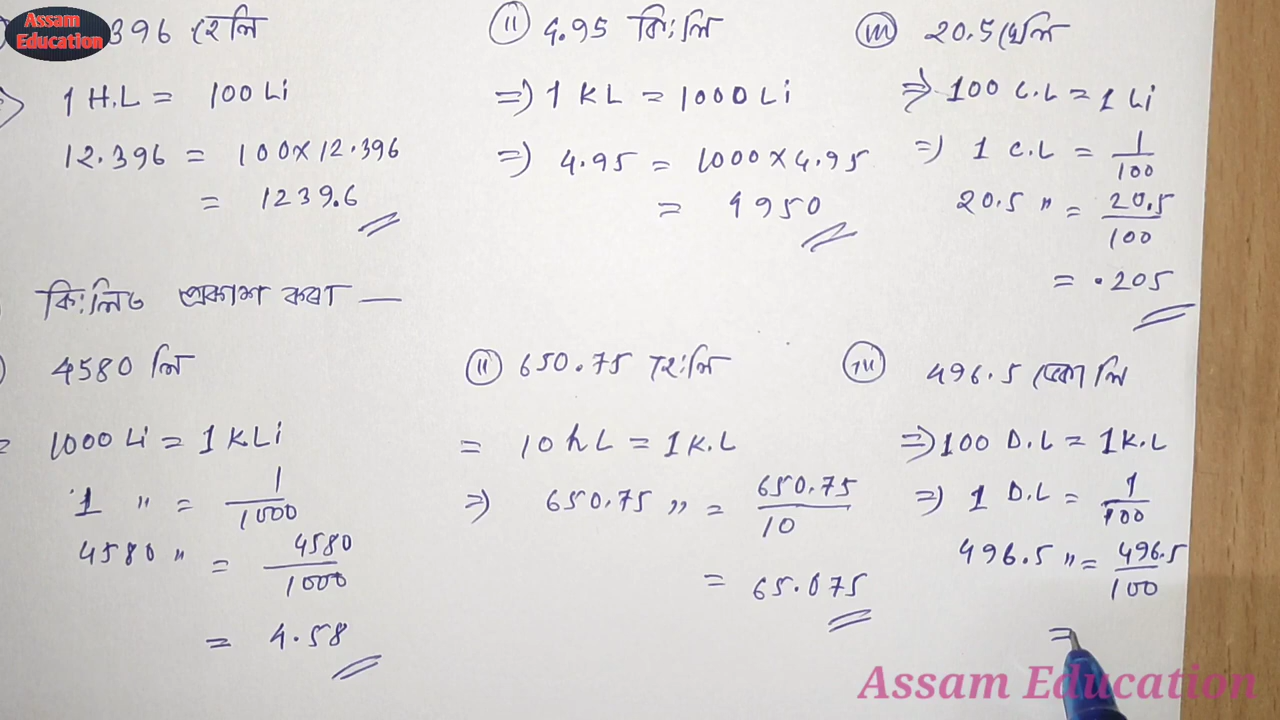 Assam
Education
396 হেলি
1 H.L = 100 Li
12.396 = 100 X 12.396
= 1239.6
(ii) 4.95 কি:লি
=> 1 KL = 1000 Li
=> 4.95 = 1000 X 4.95
= 4950
(iii) 20.5
=> 100 C.L = 1 Li
=> 1 C.L = 1/100
20.5 " = 20.5/100
= .205
কি:লিত প্ৰকাশ কৰা —
4580 লি
= 1000 Li = 1 KLi
1 " = 1/1000
4580 " = 4580/1000
= 4.58
(ii) 650.75 হে:লি
= 10 hL = 1 K.L
=> 650.75 " = 650.75/10
= 65.075
(iii) 496.5 ডেকা লি
=> 100 D.L = 1 K.L
=> 1 D.L = 1/100
496.5 " = 496.5/100
=
Assam Education